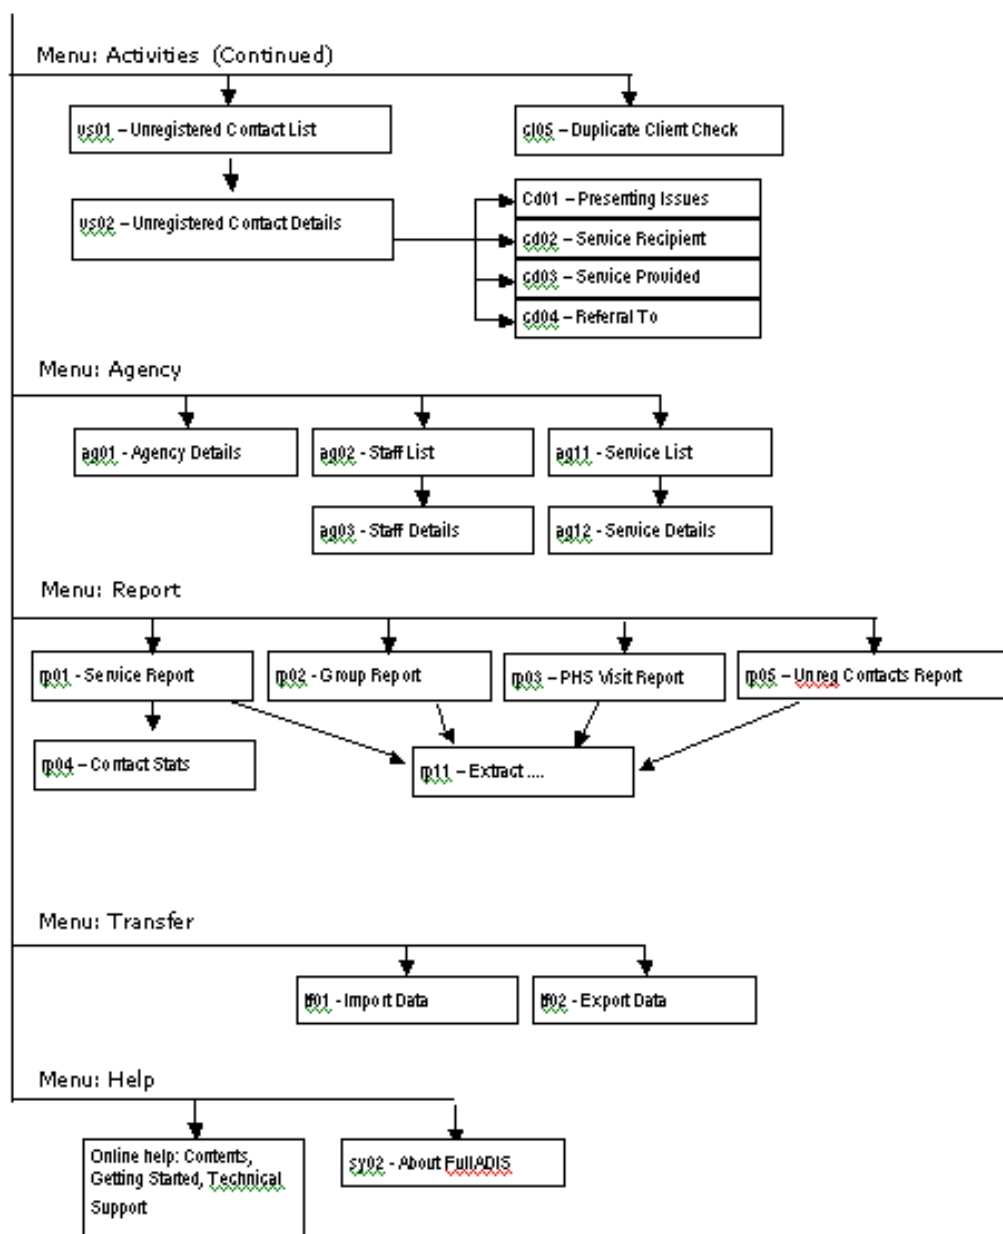 Menu: Activities (Continued)
us01 – Unregistered Contact List
cl05 – Duplicate Client Check
us02 – Unregistered Contact Details
Cd01 – Presenting Issues
cd02 – Service Recipient
cd03 – Service Provided
cd04 – Referral To
Menu: Agency
ag01 - Agency Details
ag02 - Staff List
ag11 - Service List
ag03 - Staff Details
ag12 - Service Details
Menu: Report
rp01 - Service Report
rp02 - Group Report
rp03 – PHS Visit Report
rp05 – Unreg Contacts Report
rp04 – Contact Stats
rp11 – Extract ....
Menu: Transfer
tf01 - Import Data
tf02 - Export Data
Menu: Help
Online help: Contents,
Getting Started, Technical
Support
sy02 - About FullADIS